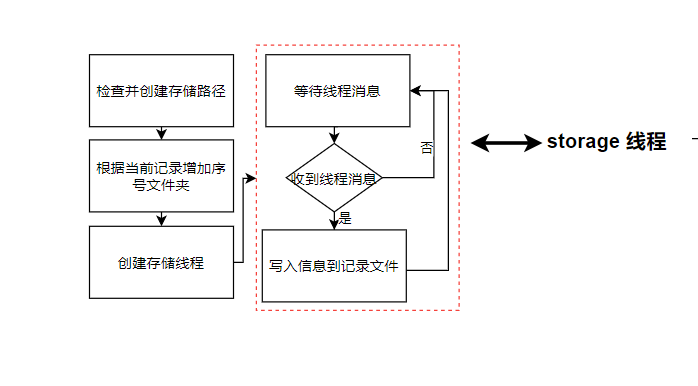 检查并创建存储路径
根据当前记录增加序
号文件夹
创建存储线程
等待线程消息
否
收到线程消息
是
写入信息到记录文件
storage 线程